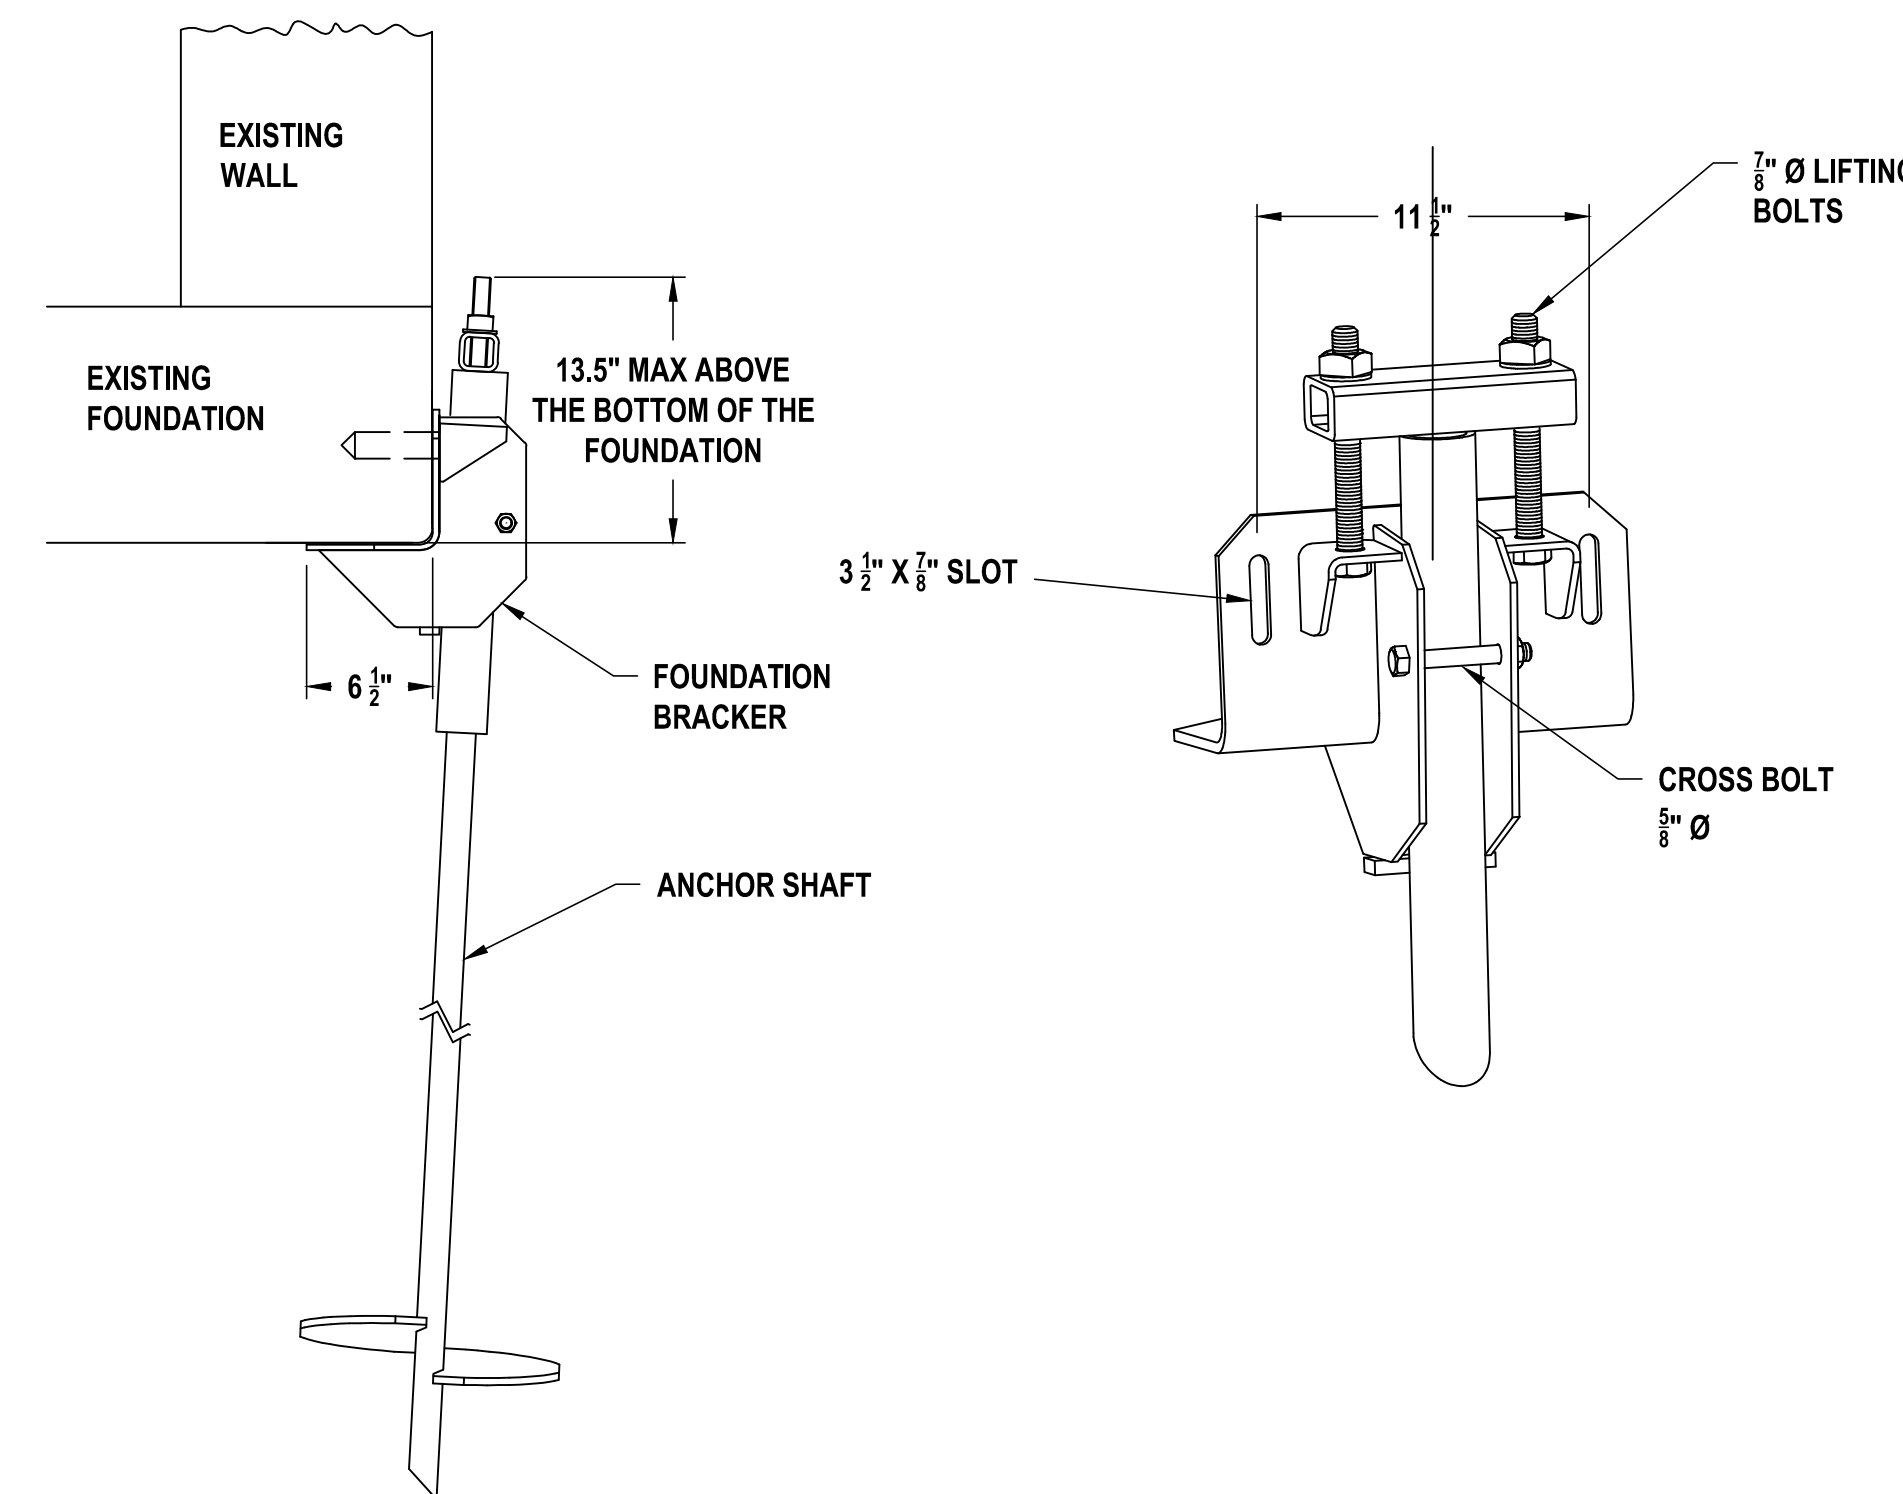 EXISTING
WALL
EXISTING
FOUNDATION
13.5" MAX ABOVE
THE BOTTOM OF THE
FOUNDATION
6 1/2"
FOUNDATION
BRACKER
ANCHOR SHAFT
11 1/2"
7/8" Ø LIFTING
BOLTS
3 1/2" X 7/8" SLOT
CROSS BOLT
5/8" Ø